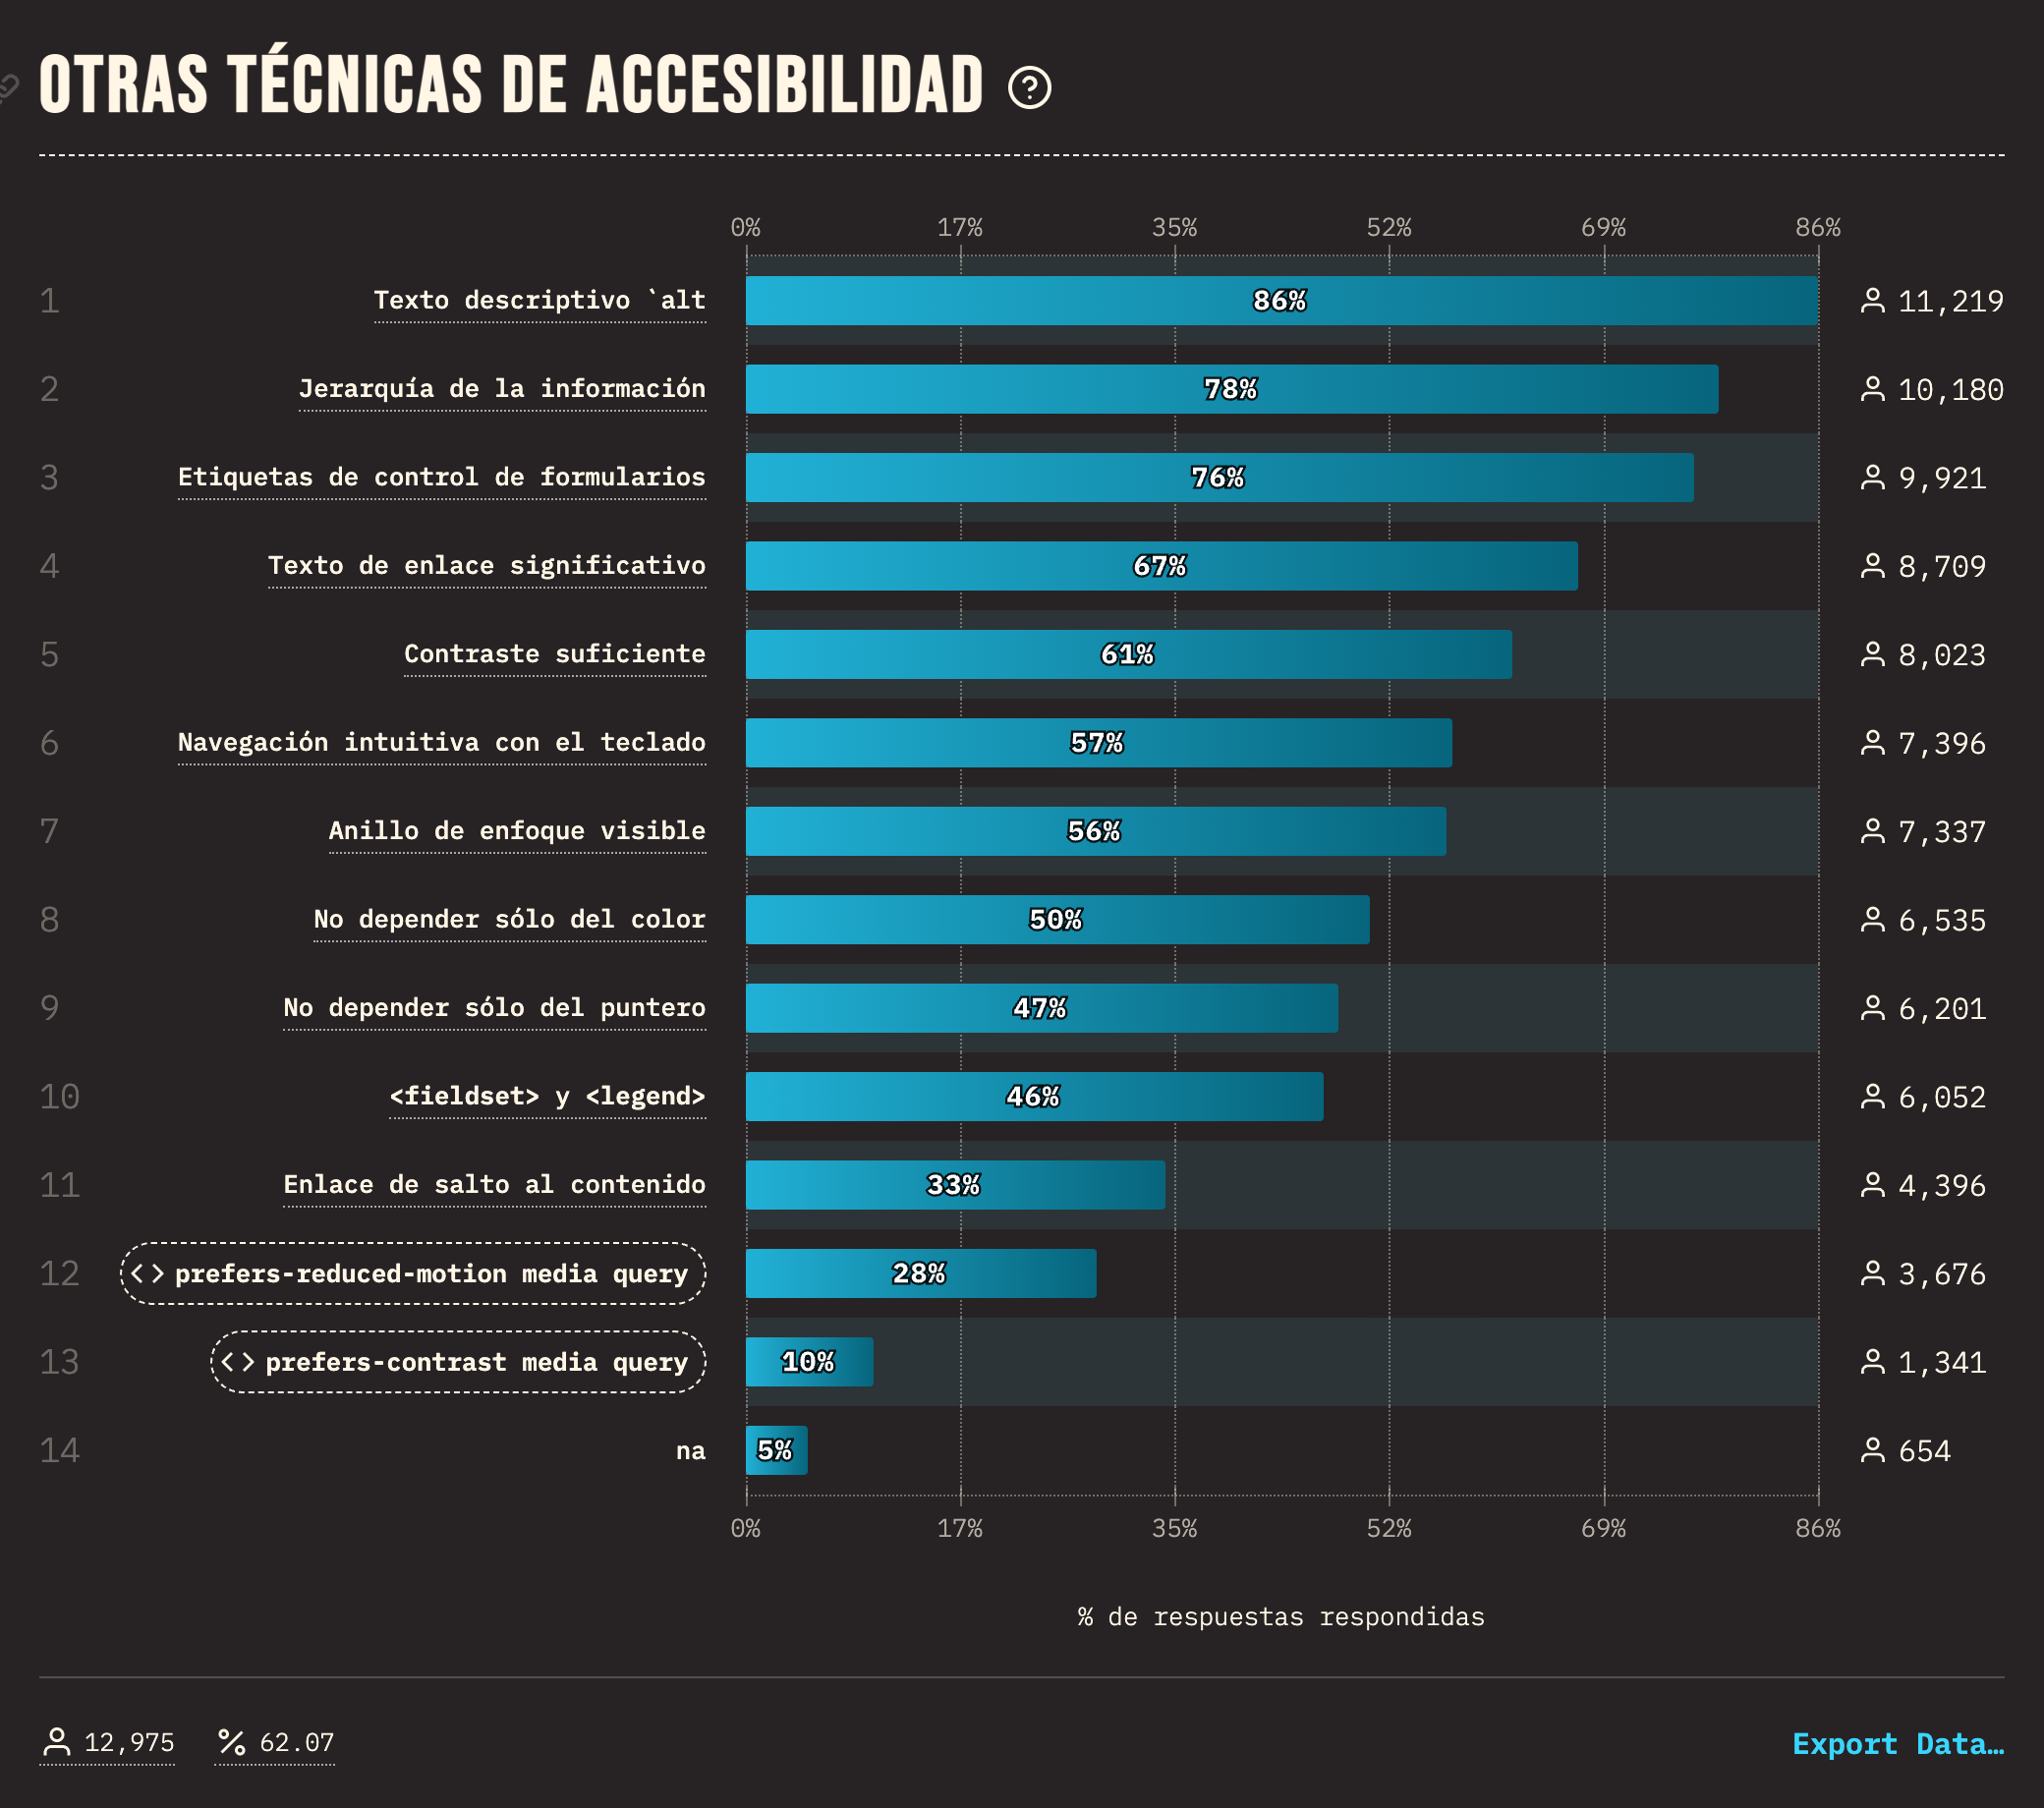 OTRAS TÉCNICAS DE ACCESIBILIDAD ?
0% 17% 35% 52% 69% 86%
1 Texto descriptivo `alt 86% 11,219
2 Jerarquía de la información 78% 10,180
3 Etiquetas de control de formularios 76% 9,921
4 Texto de enlace significativo 67% 8,709
5 Contraste suficiente 61% 8,023
6 Navegación intuitiva con el teclado 57% 7,396
7 Anillo de enfoque visible 56% 7,337
8 No depender sólo del color 50% 6,535
9 No depender sólo del puntero 47% 6,201
10 <fieldset> y <legend> 46% 6,052
11 Enlace de salto al contenido 33% 4,396
12 <> prefers-reduced-motion media query 28% 3,676
13 <> prefers-contrast media query 10% 1,341
14 na 5% 654
0% 17% 35% 52% 69% 86%
% de respuestas respondidas
12,975 % 62.07 Export Data…